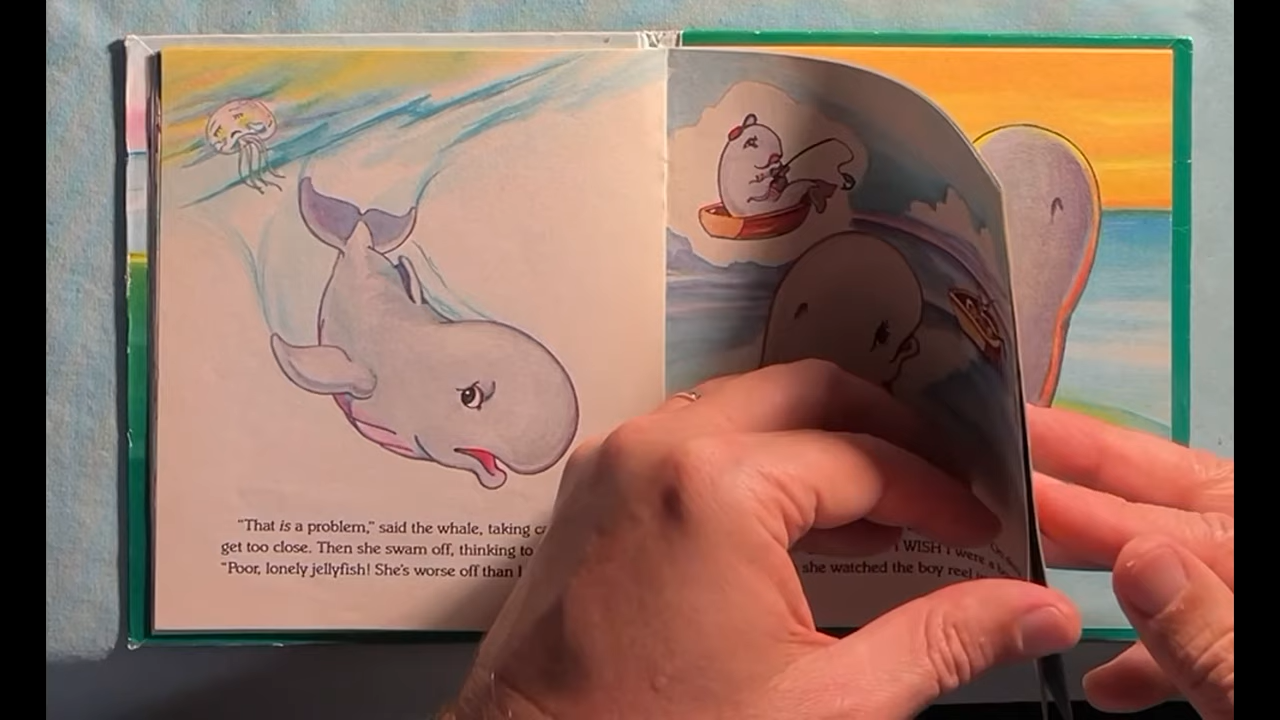 "That is a problem," said the whale, taking
get too close. Then she swam off, thinking to
"Poor, lonely jellyfish! She's worse off than I
I WISH I were a
she watched the boy reel